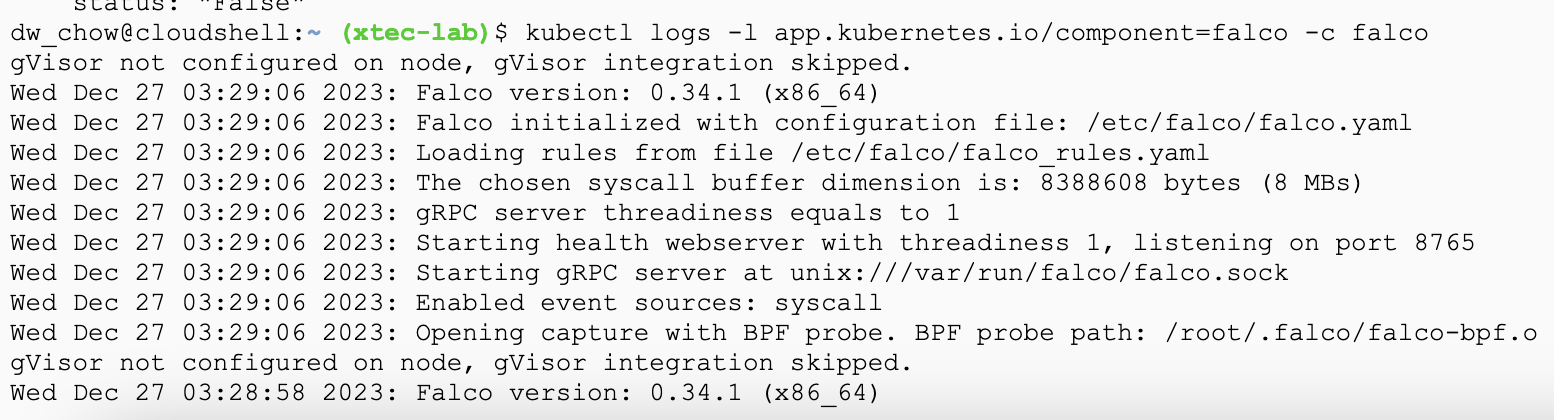 status: "False"
dw_chow@cloudshell:~ (xtec-lab)$ kubectl logs -l app.kubernetes.io/component=falco -c falco
gVisor not configured on node, gVisor integration skipped.
Wed Dec 27 03:29:06 2023: Falco version: 0.34.1 (x86_64)
Wed Dec 27 03:29:06 2023: Falco initialized with configuration file: /etc/falco/falco.yaml
Wed Dec 27 03:29:06 2023: Loading rules from file /etc/falco/falco_rules.yaml
Wed Dec 27 03:29:06 2023: The chosen syscall buffer dimension is: 8388608 bytes (8 MBs)
Wed Dec 27 03:29:06 2023: gRPC server threadiness equals to 1
Wed Dec 27 03:29:06 2023: Starting health webserver with threadiness 1, listening on port 8765
Wed Dec 27 03:29:06 2023: Starting gRPC server at unix:///var/run/falco/falco.sock
Wed Dec 27 03:29:06 2023: Enabled event sources: syscall
Wed Dec 27 03:29:06 2023: Opening capture with BPF probe. BPF probe path: /root/.falco/falco-bpf.o
gVisor not configured on node, gVisor integration skipped.
Wed Dec 27 03:28:58 2023: Falco version: 0.34.1 (x86_64)